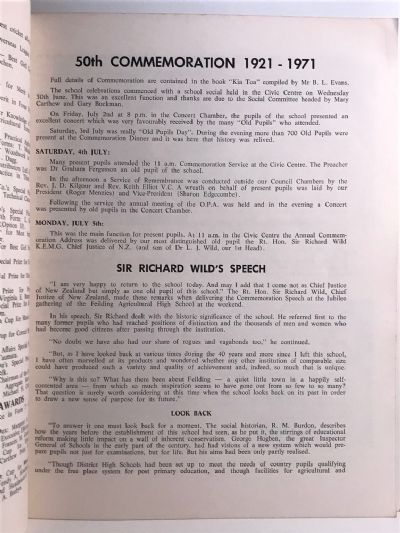 50th COMMEMORATION 1921 - 1971
Full details of Commemoration are contained in the book "Kia Toa" compiled by Mr B. L. Evans.
The school celebrations commenced with a school social held in the Civic Centre on Wednesday
30th June. This was an excellent function and thanks are due to the Social Committee headed by Mary
Carthew and Gary Buckman.
On Friday, July 2nd at 8 p.m. in the Concert Chamber, the pupils of the school presented an
excellent concert which was very favourably received by the many "Old Pupils" who attended.
Saturday, 3rd July was really "Old Pupils Day". During the evening more than 700 Old Pupils were
present at the Commemoration Dinner and it was here that history was relived.
SATURDAY, 4th JULY:
Many present pupils attended the 11 a.m. Commemoration Service at the Civic Centre. The Preacher
was Dr Graham Ferguson an old pupil of the school.
In the afternoon a Service of Remembrance was conducted outside our Council Chambers by the
Rev. J. D. Kilgour and Rev. Keith Elliot V.C. A wreath on behalf of present pupils was laid by our
President (Roger Menzies) and Vice-President (Sharon Edgecombe).
Following the service the annual meeting of the O.P.A. was held and in the evening a Concert
was presented by old pupils in the Concert Chamber.
MONDAY, JULY 5th:
This was the main function for present pupils. At 11 a.m. in the Civic Centre the Annual Commem-
oration Address was delivered by our most distinguished old pupil the Rt. Hon. Sir Richard Wild
K.E.M.G. Chief Justice of N.Z. (and son of Dr L. J. Wild, our 1st Head).
SIR RICHARD WILD'S SPEECH
"I am very happy to return to the school today. And may I add that I come not as Chief Justice
of New Zealand but simply as one old pupil of this school." The Rt. Hon. Sir Richard Wild, Chief
Justice of New Zealand, made these remarks when delivering the Commemoration Speech at the Jubilee
gathering of the Feilding Agricultural High School at the weekend.
In his speech, Sir Richard dealt with the historic significance of the school. He referred first to the
many former pupils who had reached positions of distinction and the thousands of men and women who
had become good citizens after passing through the institution.
"No doubts we have also had our share of rogues and vagabonds too," he continued.
"But, as I have looked back at various times during the 40 years and more since I left this school,
I have often marvelled at its products and wondered whether any other institution of comparable size
could have produced such a variety and quality of achievement and, indeed, so much that is unique.
"Why is this so? What has there been about Feilding — a quiet little town in a happily self-
contented area — from which so much inspiration seems to have gone out from so few to so many?
That question is surely worth considering at this time when the school looks back on its past in order
to draw a new sense of purpose for its future."
LOOK BACK
"To answer it one must look back for a moment. The social historian, R. M. Burdon, describes
how the years before the establishment of this school had seen, as he put it, the stirrings of educational
reform making little impact on a wall of inherent conservatism. George Hogben, the great Inspector
General of Schools in the early part of the century, had had visions of a new system which would pre-
pare pupils not just for examinations, but for life. But his aims had been only partly realised.
"Though District High Schools had been set up to meet the needs of country pupils qualifying
under the free place system for post primary education, and though facilities for agricultural and